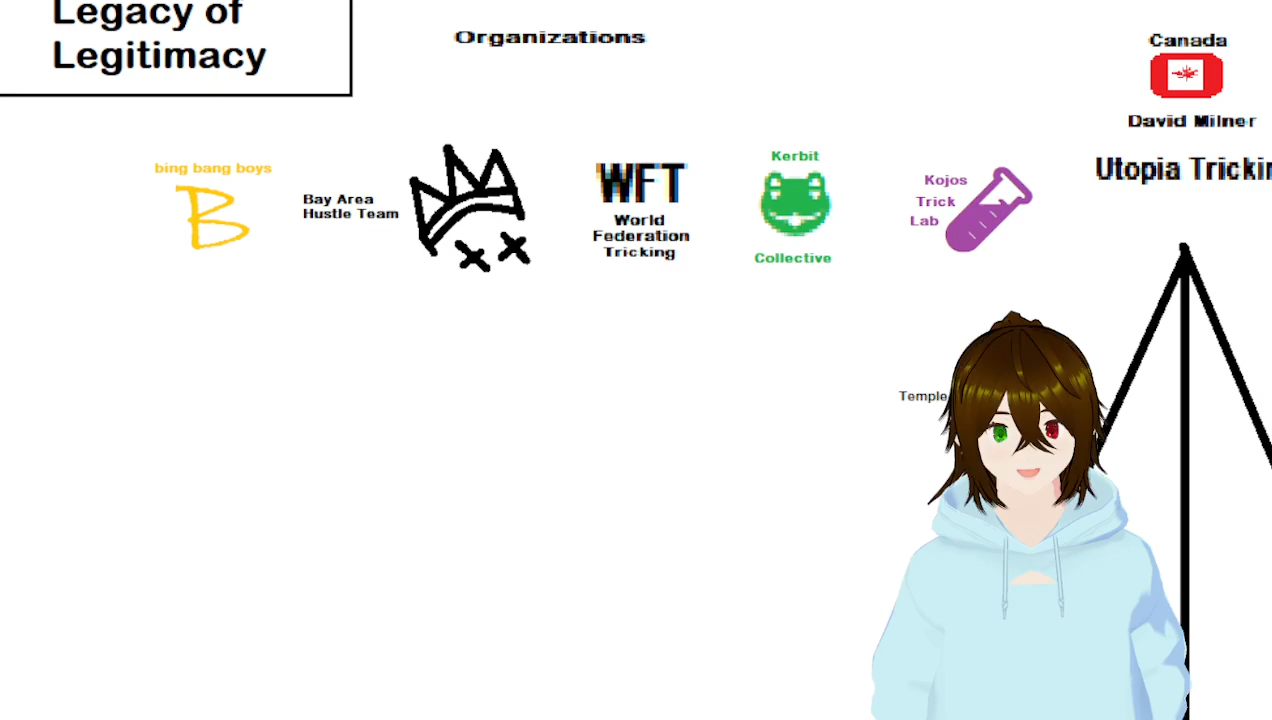 Legacy of
Legitimacy
Organizations
Canada
David Milner
bing bang boys
B
Bay Area
Hustle Team
WFT
World
Federation
Tricking
Kerbit
Collective
Kojos
Trick
Lab
Utopia
Temple